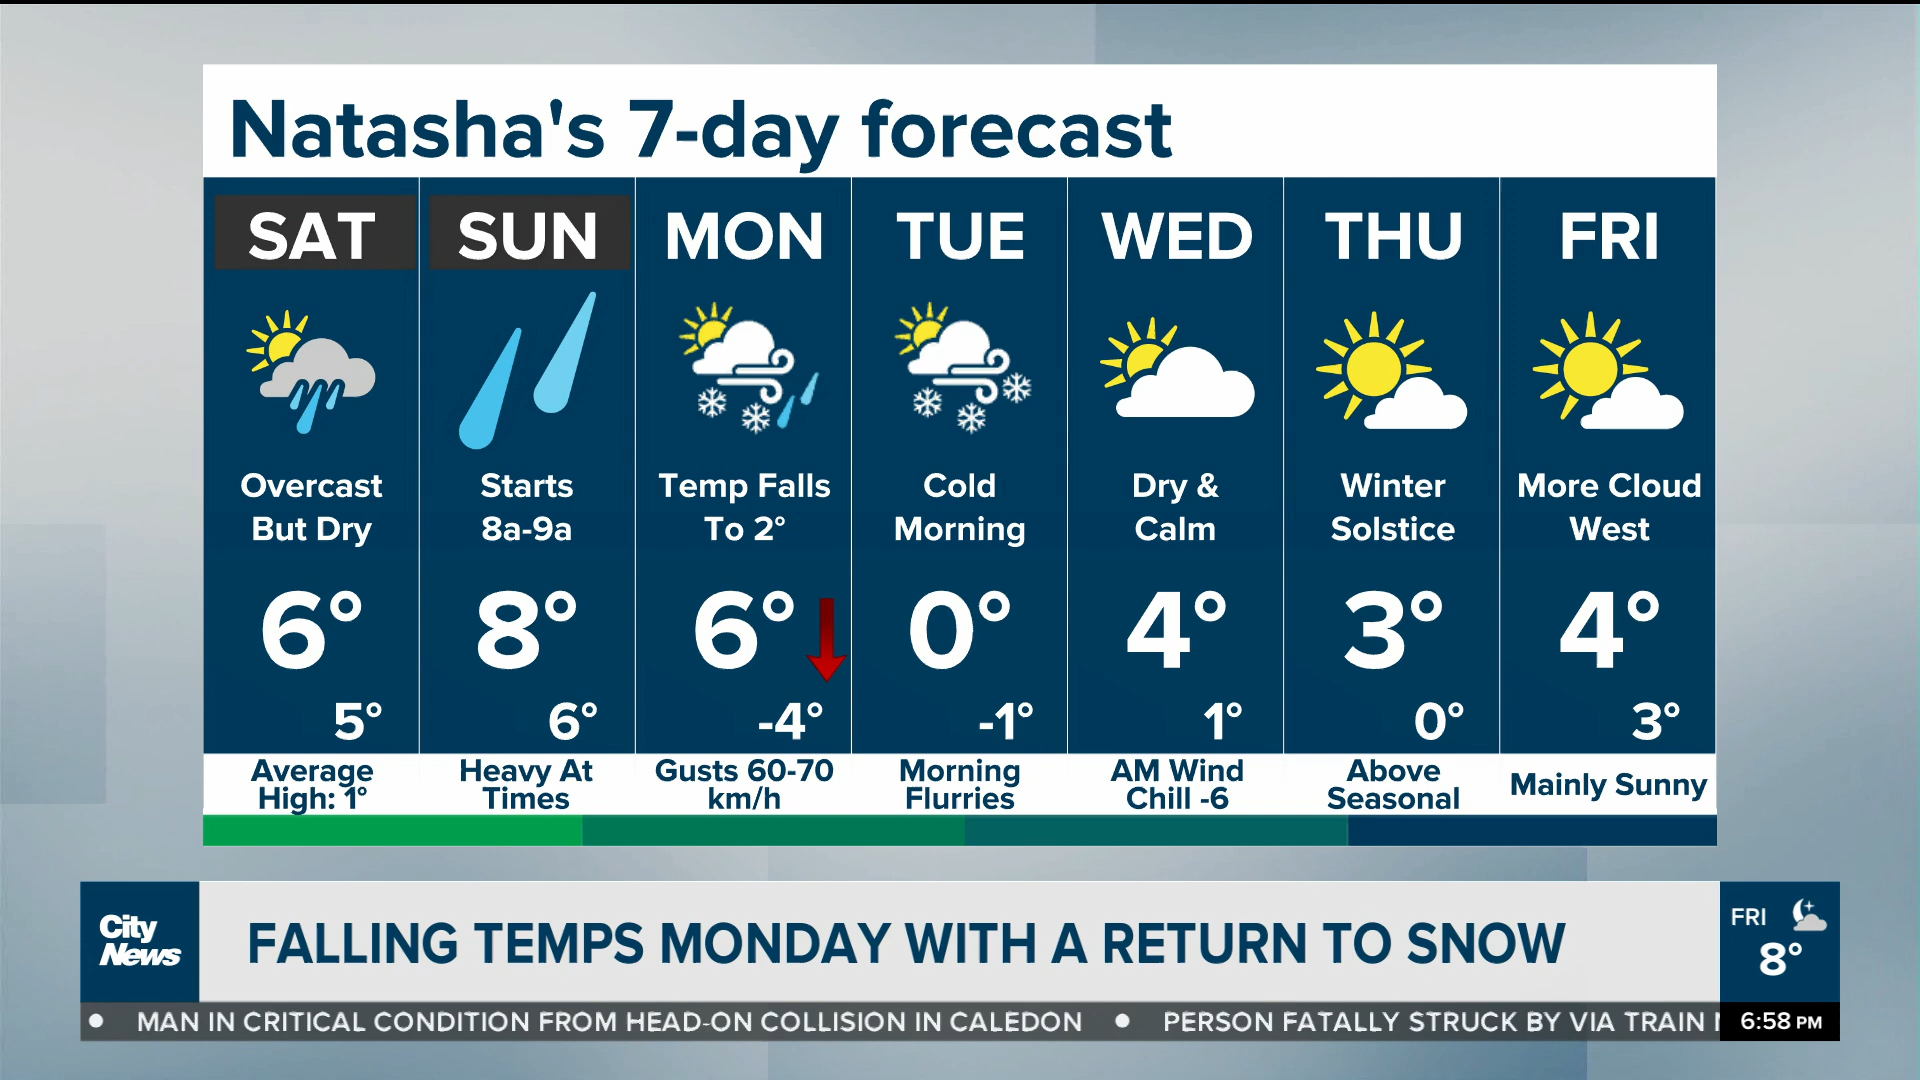 Natasha's 7-day forecast
SAT
SUN
MON
TUE
WED
THU
FRI
Overcast
But Dry
Starts
8a-9a
Temp Falls
To 2°
Cold
Morning
Dry &
Calm
Winter
Solstice
More Cloud
West
6°
8°
6°
0°
4°
3°
4°
5°
6°
-4°
-1°
1°
0°
3°
Average
High: 1°
Heavy At
Times
Gusts 60-70
km/h
Morning
Flurries
AM Wind
Chill -6
Above
Seasonal
Mainly Sunny
City
News
FALLING TEMPS MONDAY WITH A RETURN TO SNOW
FRI
8°
• MAN IN CRITICAL CONDITION FROM HEAD-ON COLLISION IN CALEDON • PERSON FATALLY STRUCK BY VIA TRAIN
6:58 PM